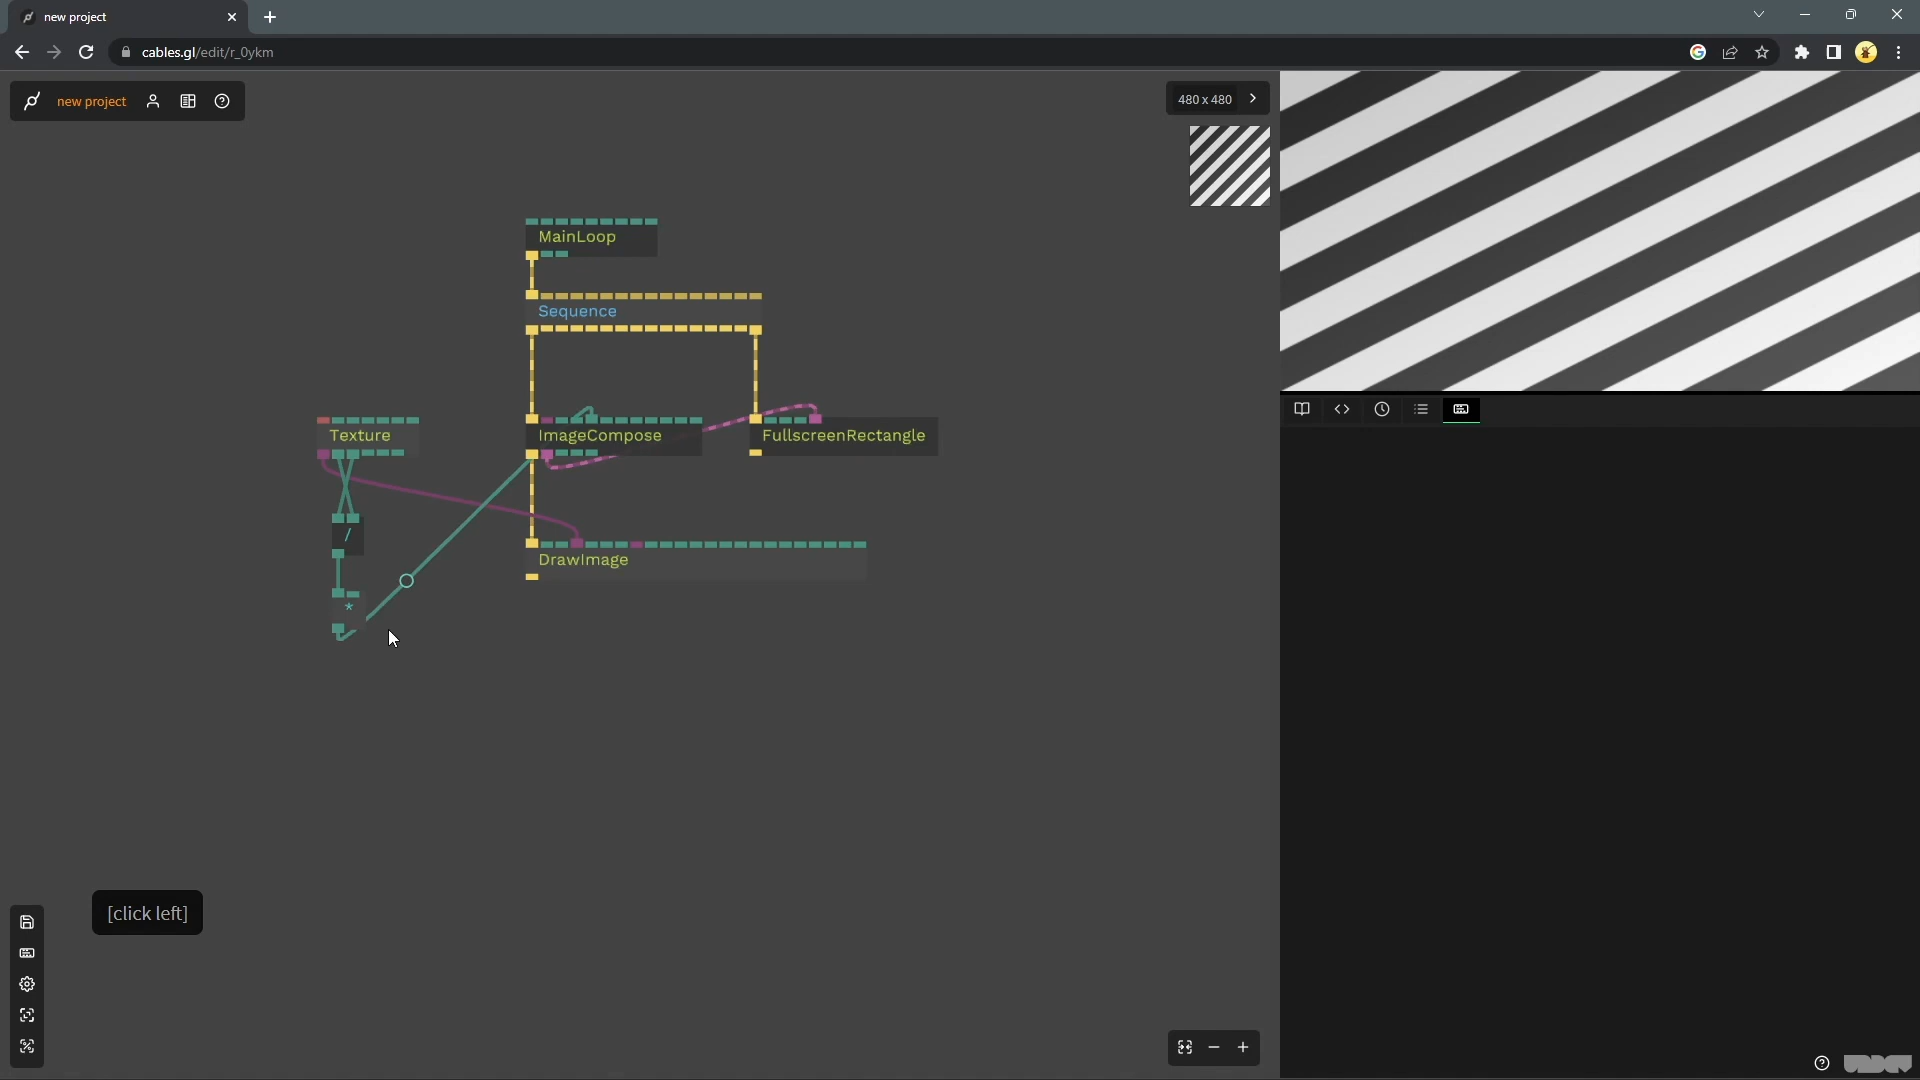 new project
cables.gl/edit/r_0ykm
new project
480 x 480
MainLoop
Sequence
Texture
ImageCompose
FullscreenRectangle
/
DrawImage
*
[click left]